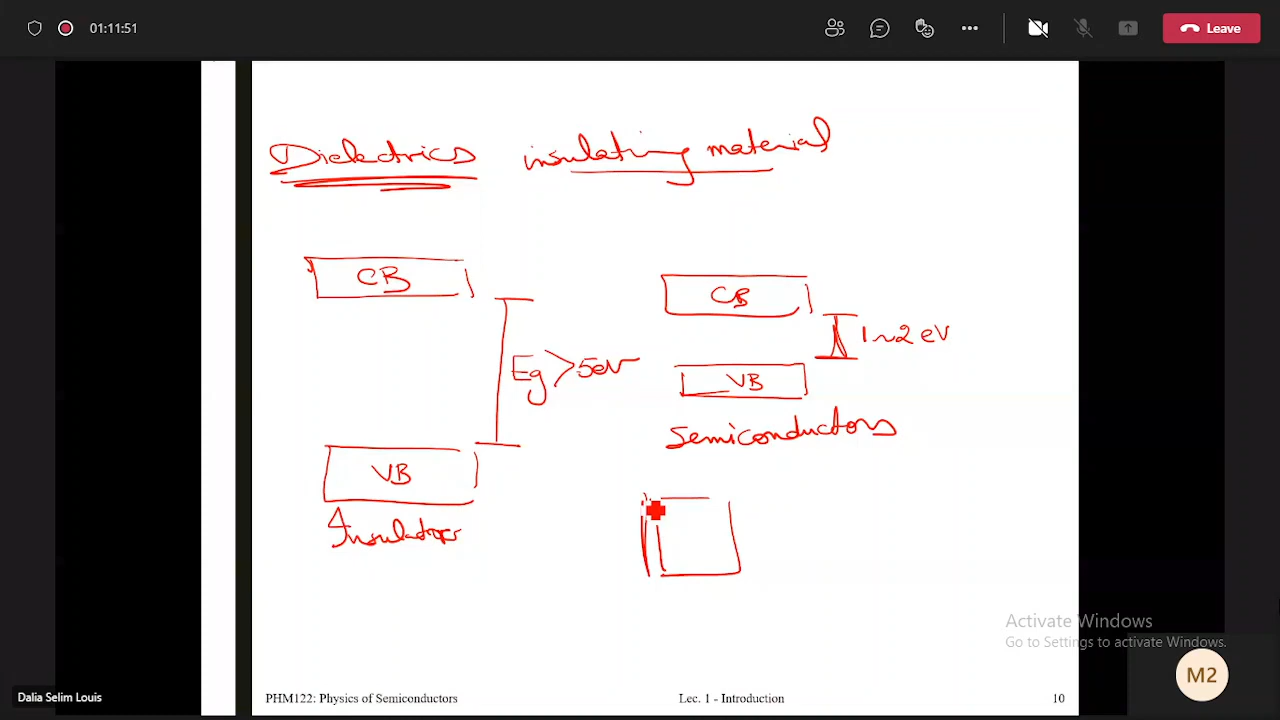 01:11:51
Leave
Dielectrics insulating material
CB
Eg > 5eV
VB
Insulator
CB
1~2 eV
VB
Semiconductors
Activate Windows
Go to Settings to activate Windows.
M2
Dalia Selim Louis
PHM122: Physics of Semiconductors
Lec. 1 - Introduction
10